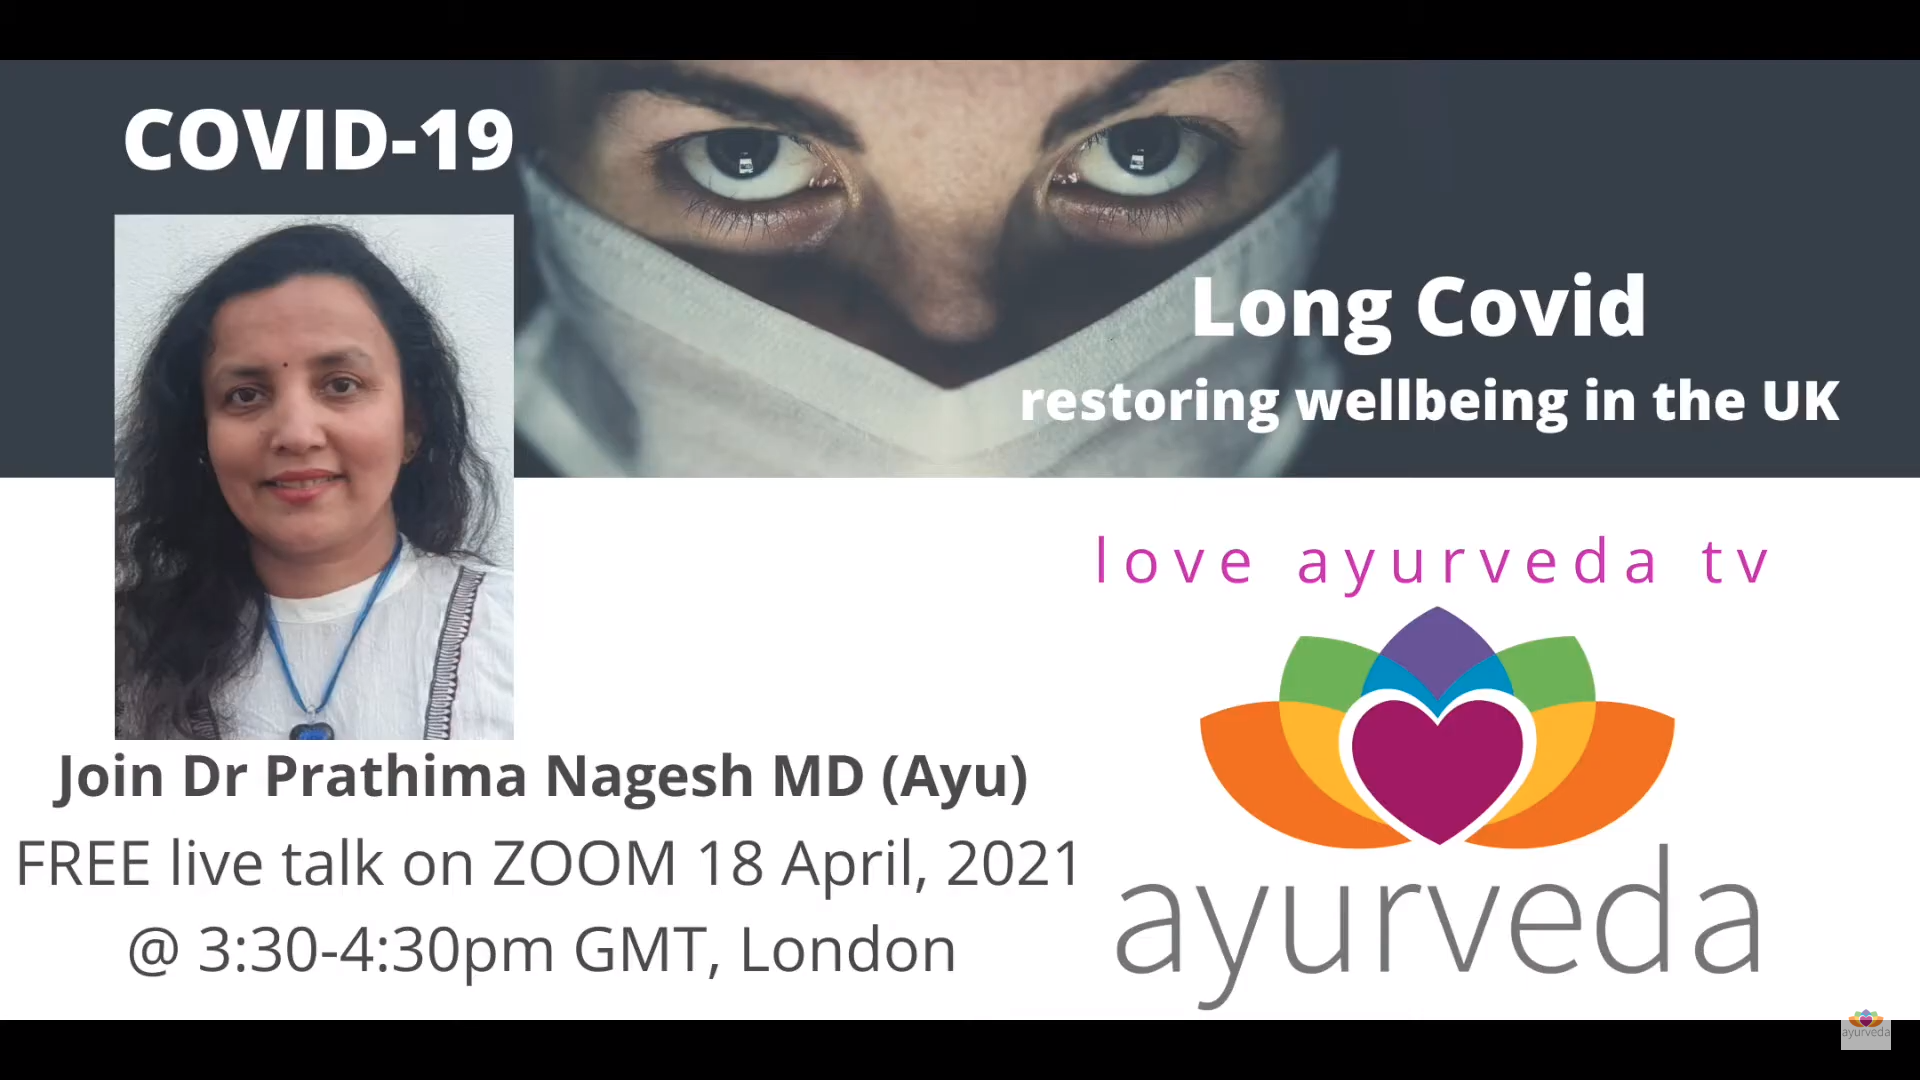 COVID-19
Long Covid
restoring wellbeing in the UK
love ayurveda tv
ayurveda
Join Dr Prathima Nagesh MD (Ayu)
FREE live talk on ZOOM 18 April, 2021
@ 3:30-4:30pm GMT, London
ayurveda